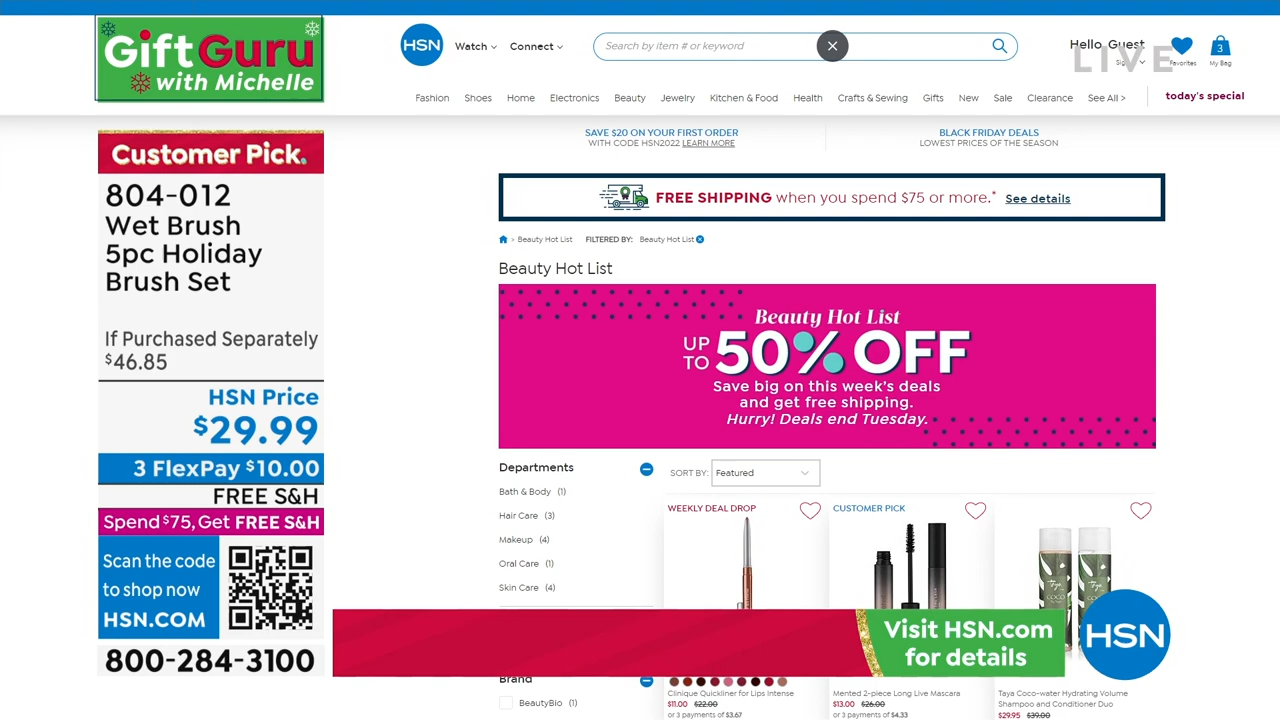 Gift Guru
with Michelle
HSN
Watch
Connect
Search by item # or keyword
Hello, Guest
LIVE
Favorites
3
My Bag
Fashion
Shoes
Home
Electronics
Beauty
Jewelry
Kitchen & Food
Health
Crafts & Sewing
Gifts
New
Sale
Clearance
See All >
today's special
SAVE $20 ON YOUR FIRST ORDER
WITH CODE HSN2022 LEARN MORE
BLACK FRIDAY DEALS
LOWEST PRICES OF THE SEASON
Customer Pick.
804-012
Wet Brush
5pc Holiday
Brush Set
If Purchased Separately
$46.85
HSN Price
$29.99
3 FlexPay $10.00
FREE S&H
Spend $75, Get FREE S&H
Scan the code
to shop now
HSN.COM
800-284-3100
FREE SHIPPING when you spend $75 or more.* See details
> Beauty Hot List FILTERED BY: Beauty Hot List
Beauty Hot List
Beauty Hot List
UP TO 50% OFF
Save big on this week's deals
and get free shipping.
Hurry! Deals end Tuesday.
Departments
Bath & Body (1)
Hair Care (3)
Makeup (4)
Oral Care (1)
Skin Care (4)
Brand
BeautyBio (1)
SORT BY: Featured
WEEKLY DEAL DROP
Clinique Quickliner for Lips Intense
$11.00 $22.00
or 3 payments of $3.67
CUSTOMER PICK
Mented 2-piece Long Live Mascara
$13.00 $26.00
or 3 payments of $4.33
Taya Coco-water Hydrating Volume
Shampoo and Conditioner Duo
$29.95 $39.00
Visit HSN.com
for details
HSN